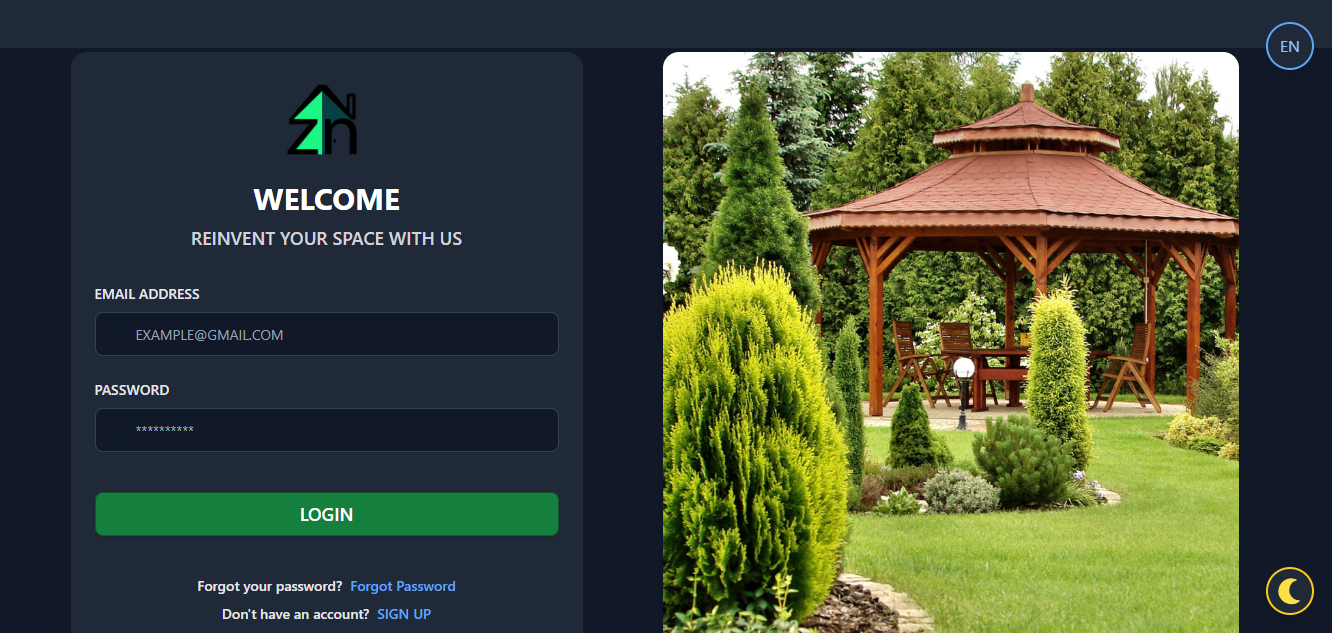 EN
zn
WELCOME
REINVENT YOUR SPACE WITH US
EMAIL ADDRESS
EXAMPLE@GMAIL.COM
PASSWORD
**********
LOGIN
Forgot your password? Forgot Password
Don't have an account? SIGN UP